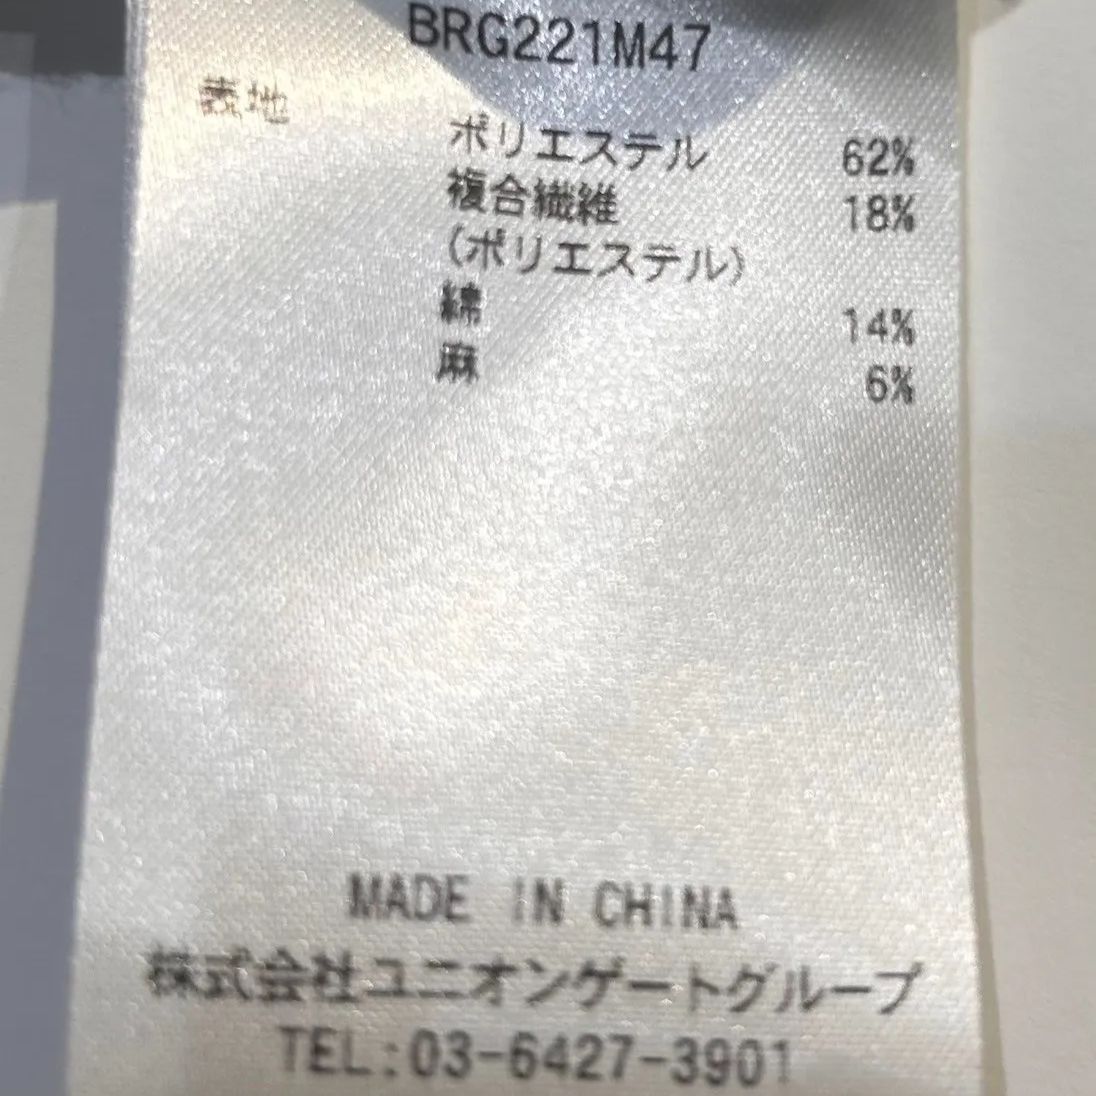 BRG221M47
表地
ポリエステル 62%
複合繊維 18%
(ポリエステル)
綿 14%
麻 6%
MADE IN CHINA
株式会社ユニオンゲートグループ
TEL:03-6427-3901